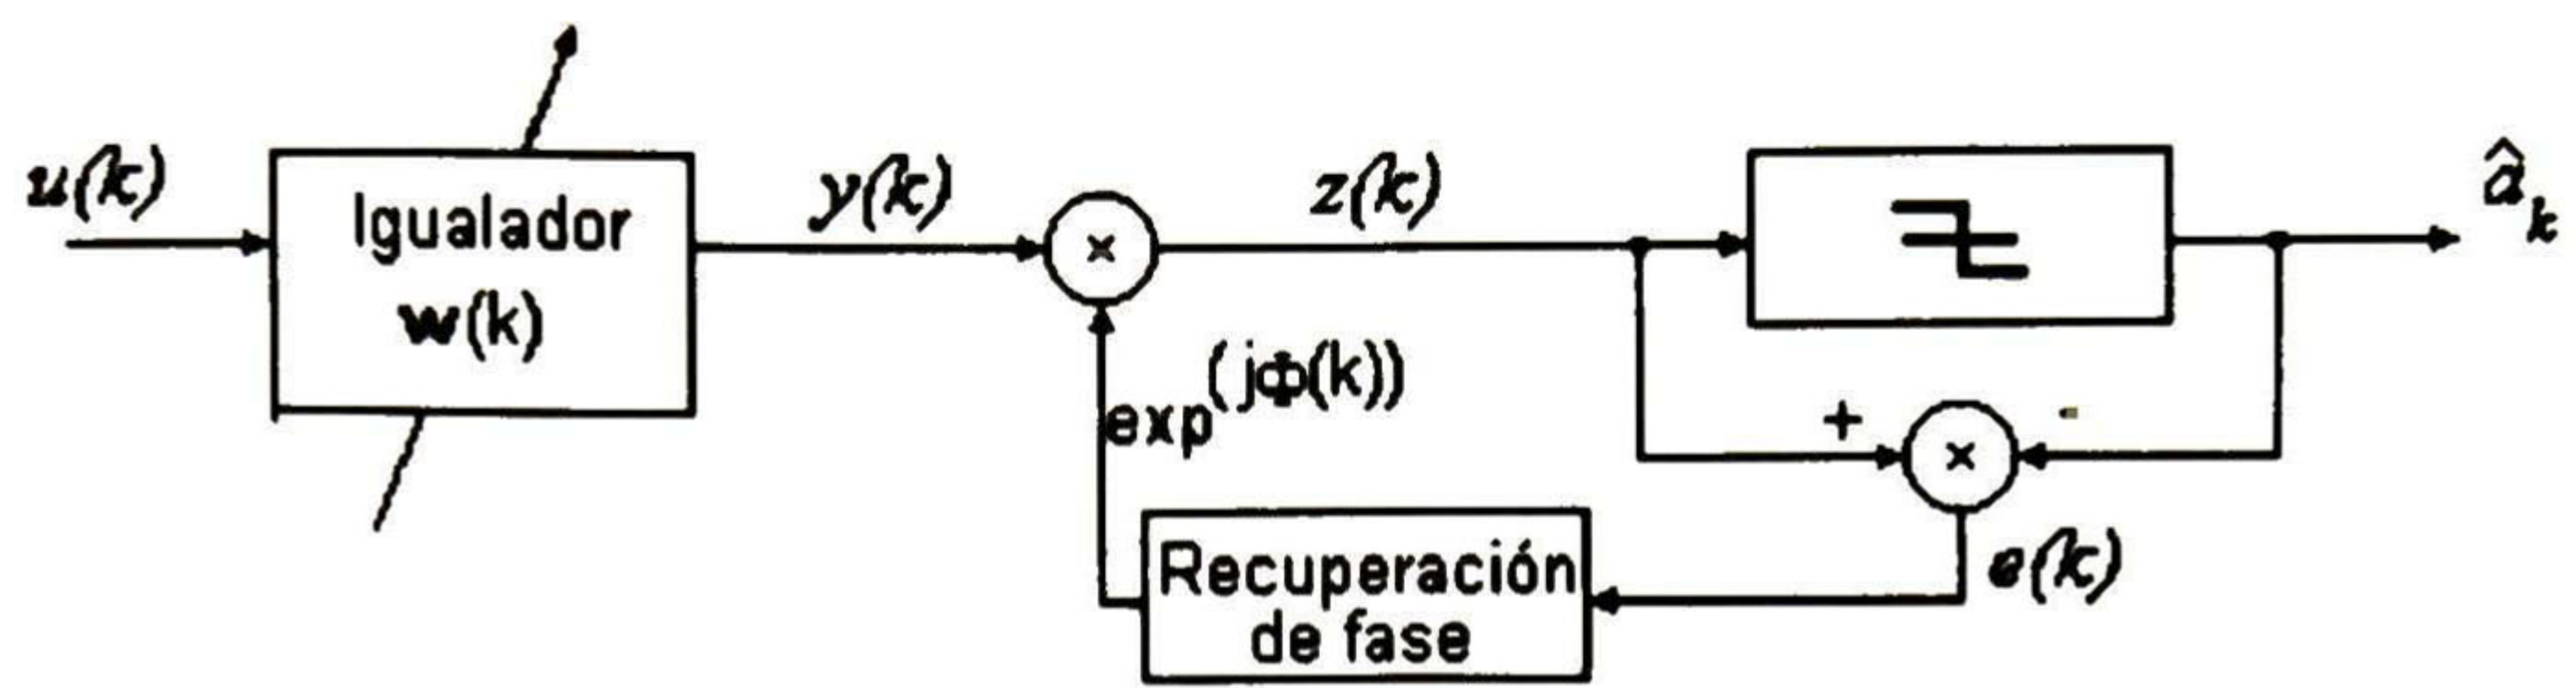 u(k)
Igualador
w(k)
y(k)
×
z(k)
â_k
exp(jΦ(k))
+
-
×
e(k)
Recuperación
de fase